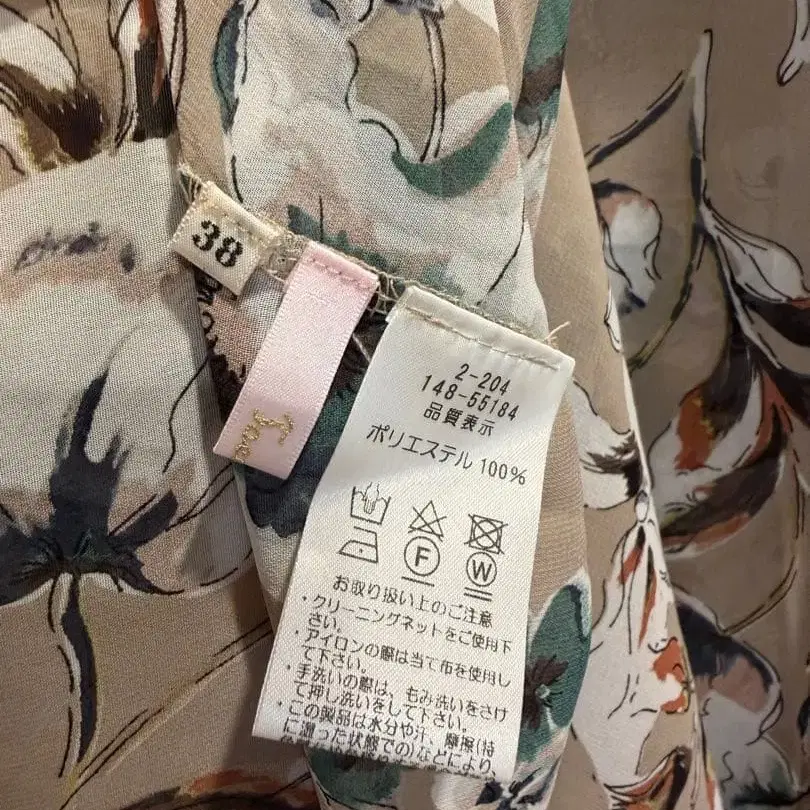 38
2-204
148-55184
品質表示
ポリエステル 100%
F
W
お取り扱い上のご注意
・クリーニングネットをご使用下
さい。
・アイロンの際は当て布を使用し
て下さい。
・手洗いの際は、もみ洗いをさけ
て押し洗いをして下さい。
・この製品は水分や汗、摩擦(特
に湿った状態での)などにより、